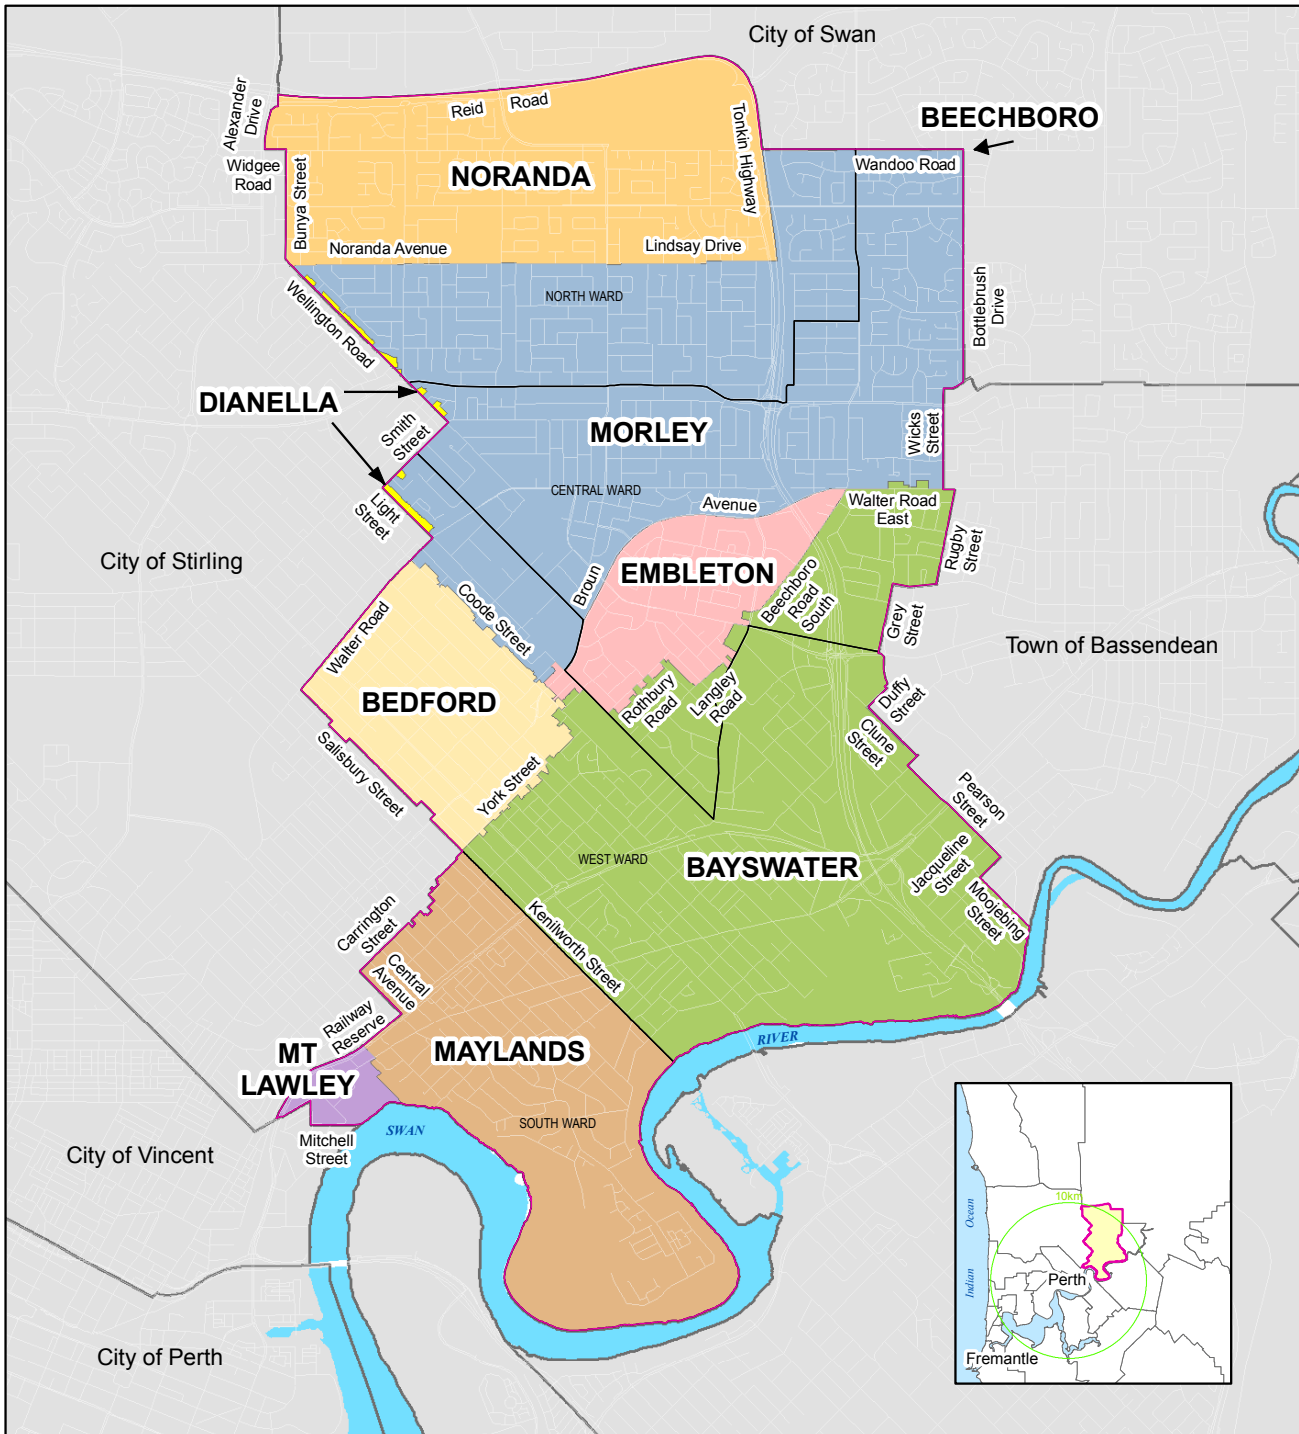 City of Swan
Alexander
Drive
Reid Road
Tonkin Highway
BEECHBORO
Widgee
Road
Bunya Street
NORANDA
Wandoo Road
Noranda Avenue
Lindsay Drive
NORTH WARD
Wellington Road
Bottlebrush
Drive
DIANELLA
Smith
Street
MORLEY
Wicks
Street
CENTRAL WARD
Light
Street
Avenue
Walter Road
East
City of Stirling
Rugby
Street
EMBLETON
Broun
Beechboro
Road
South
Coode Street
Grey
Street
Walter Road
Town of Bassendean
BEDFORD
Rothbury
Road
Langley
Road
Duffy
Street
Clune
Street
Salisbury Street
York Street
Pearson
Street
WEST WARD
BAYSWATER
Jacqueline
Street
Moojebing
Street
Carrington
Street
Kenilworth Street
Central
Avenue
Railway
Reserve
MT
LAWLEY
MAYLANDS
RIVER
SOUTH WARD
SWAN
Mitchell
Street
City of Vincent
City of Perth
10km
Ocean
Indian
Perth
Fremantle